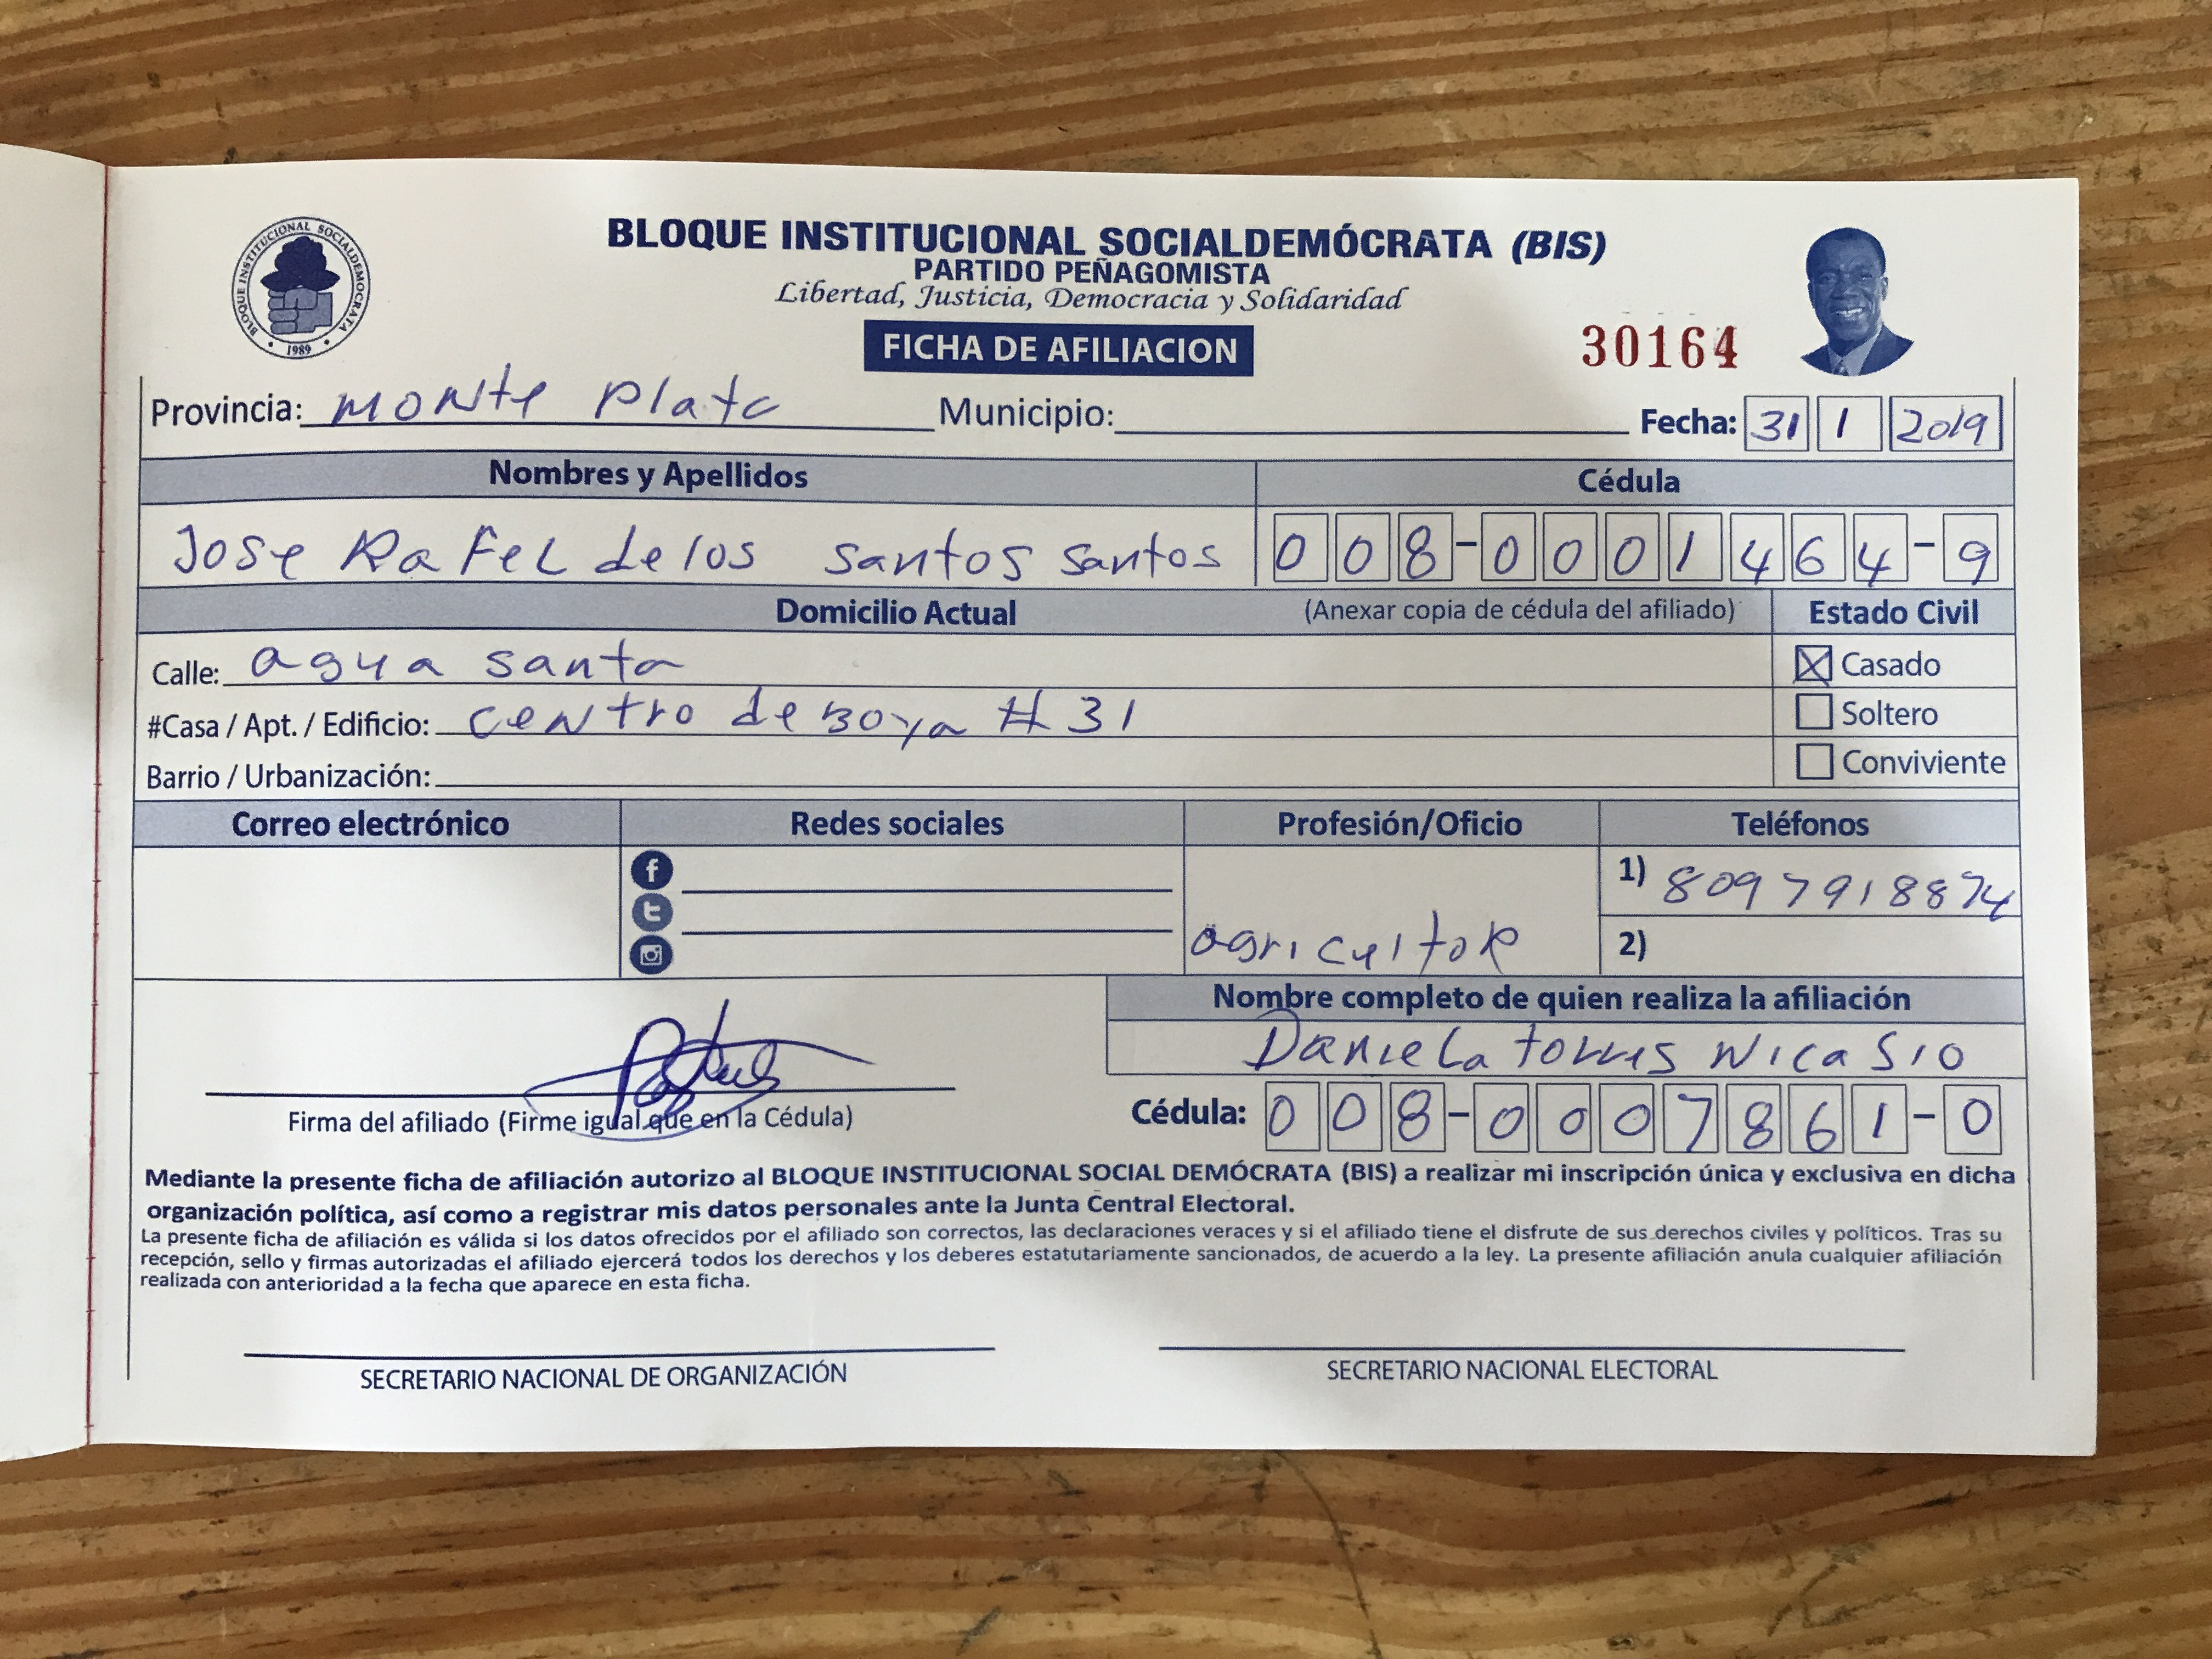 BLOQUE INSTITUCIONAL SOCIALDEMÓCRATA
1989
BLOQUE INSTITUCIONAL SOCIALDEMÓCRATA (BIS)
PARTIDO PEÑAGOMISTA
Libertad, Justicia, Democracia y Solidaridad
FICHA DE AFILIACION
30164
Provincia: Monte Plata Municipio: Fecha: 31 1 2019
Nombres y Apellidos Cédula
Jose Rafel de los santos santos 008-0001464-9
Domicilio Actual (Anexar copia de cédula del afiliado) Estado Civil
Calle: agua santa Casado
#Casa / Apt. / Edificio: centro de Boya # 31 Soltero
Barrio / Urbanización: Conviviente
Correo electrónico Redes sociales Profesión/Oficio Teléfonos
1) 8097918874
agricultor 2)
Nombre completo de quien realiza la afiliación
Daniela torres Nicasio
Firma del afiliado (Firme igual que en la Cédula) Cédula: 008-0007861-0
Mediante la presente ficha de afiliación autorizo al BLOQUE INSTITUCIONAL SOCIAL DEMÓCRATA (BIS) a realizar mi inscripción única y exclusiva en dicha
organización política, así como a registrar mis datos personales ante la Junta Central Electoral.
La presente ficha de afiliación es válida si los datos ofrecidos por el afiliado son correctos, las declaraciones veraces y si el afiliado tiene el disfrute de sus derechos civiles y políticos. Tras su
recepción, sello y firmas autorizadas el afiliado ejercerá todos los derechos y los deberes estatutariamente sancionados, de acuerdo a la ley. La presente afiliación anula cualquier afiliación
realizada con anterioridad a la fecha que aparece en esta ficha.
SECRETARIO NACIONAL DE ORGANIZACIÓN SECRETARIO NACIONAL ELECTORAL